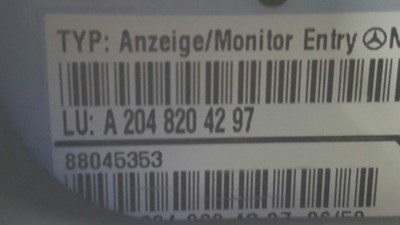 TYP: Anzeige/Monitor Entry
LU: A 204 820 42 97
88045353